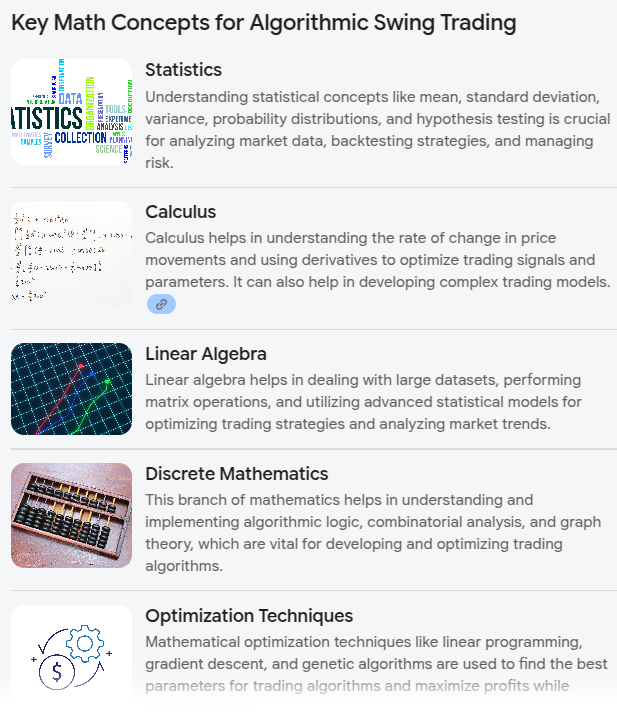 Key Math Concepts for Algorithmic Swing Trading
Statistics
ATISTICS
DATA
ORGANIZATION
TOOLS
ANALYSIS
COLLECTION
SURVEY
SCIENCE
SAMPLES
PLANNING
Understanding statistical concepts like mean, standard deviation,
variance, probability distributions, and hypothesis testing is crucial
for analyzing market data, backtesting strategies, and managing
risk.
Calculus
Calculus helps in understanding the rate of change in price
movements and using derivatives to optimize trading signals and
parameters. It can also help in developing complex trading models.
Linear Algebra
Linear algebra helps in dealing with large datasets, performing
matrix operations, and utilizing advanced statistical models for
optimizing trading strategies and analyzing market trends.
Discrete Mathematics
This branch of mathematics helps in understanding and
implementing algorithmic logic, combinatorial analysis, and graph
theory, which are vital for developing and optimizing trading
algorithms.
Optimization Techniques
$
Mathematical optimization techniques like linear programming,
gradient descent, and genetic algorithms are used to find the best
parameters for trading algorithms and maximize profits while